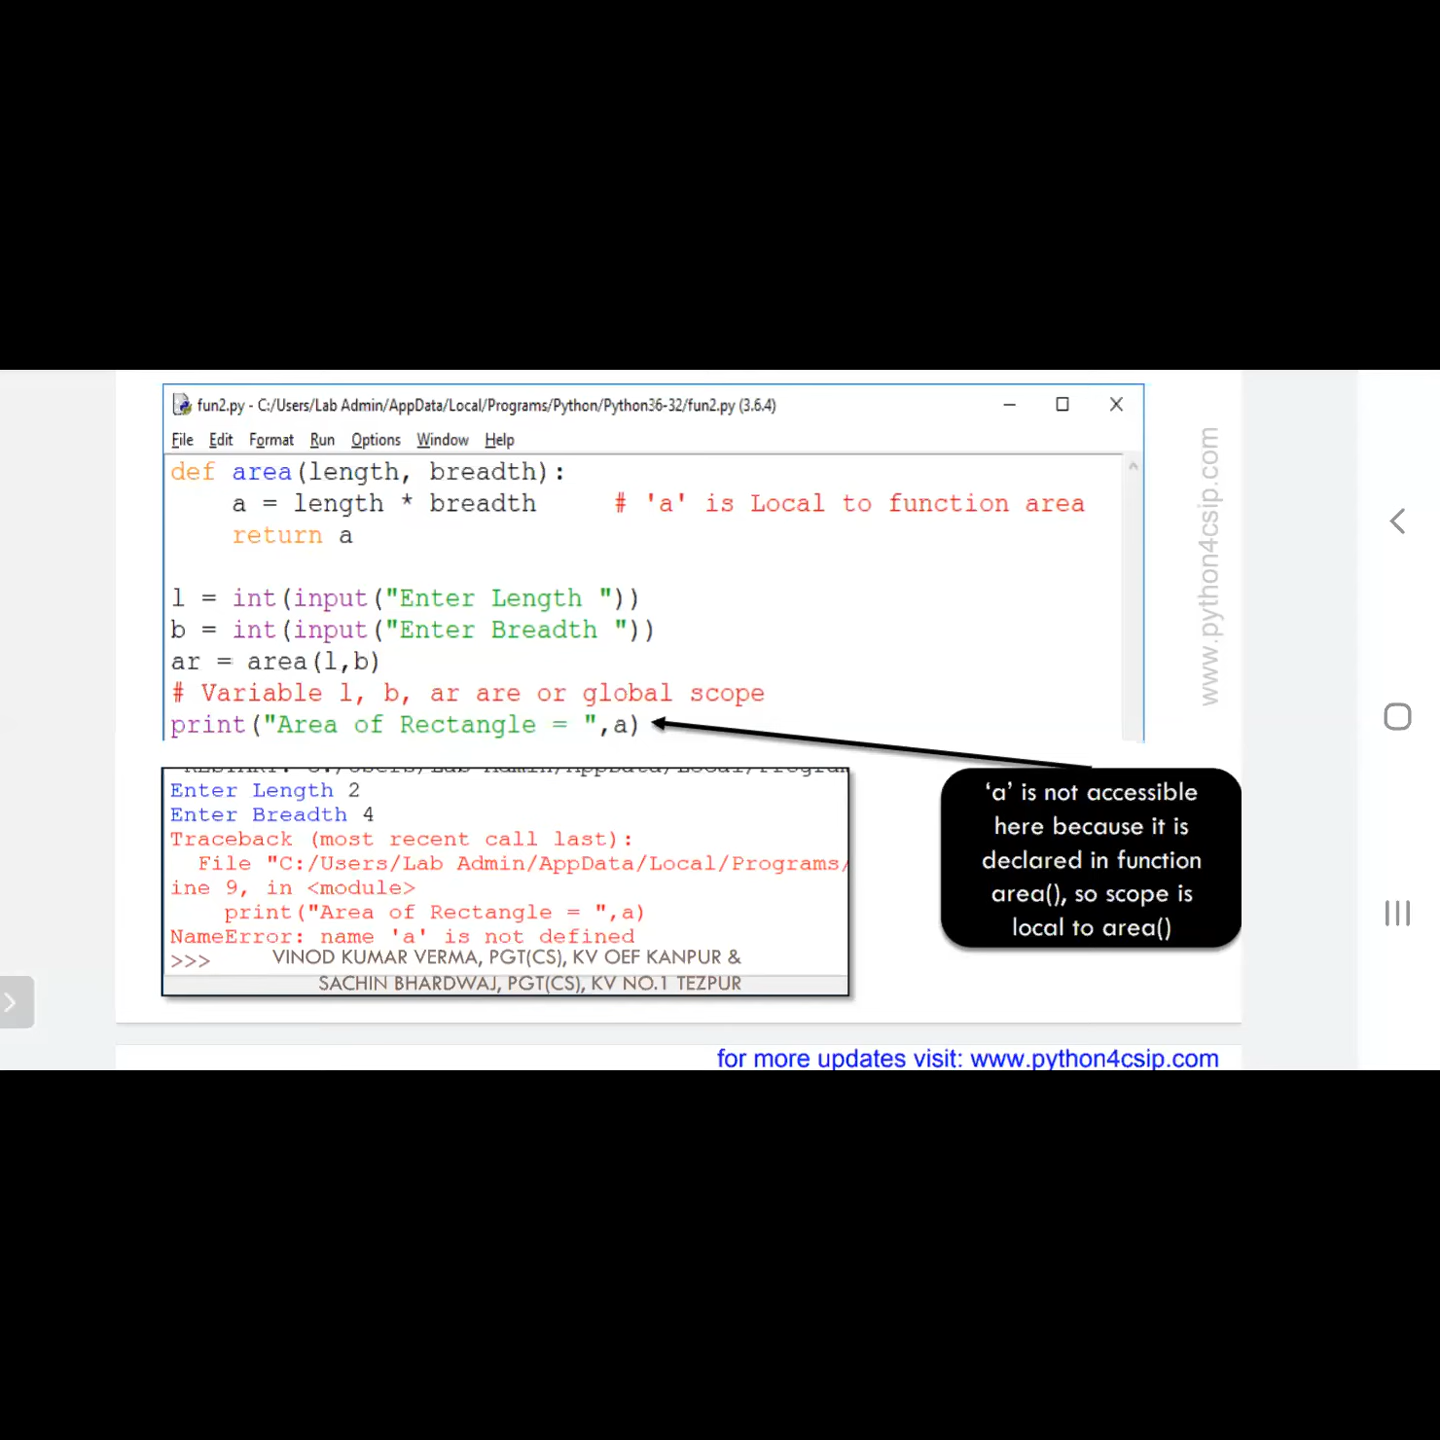 fun2.py - C:/Users/Lab Admin/AppData/Local/Programs/Python/Python36-32/fun2.py (3.6.4)
File Edit Format Run Options Window Help
def area(length, breadth):
    a = length * breadth     # 'a' is Local to function area
    return a
l = int(input("Enter Length "))
b = int(input("Enter Breadth "))
ar = area(l,b)
# Variable l, b, ar are or global scope
print("Area of Rectangle = ",a)
www.python4csip.com
Enter Length 2
Enter Breadth 4
Traceback (most recent call last):
  File "C:/Users/Lab Admin/AppData/Local/Programs/
ine 9, in <module>
    print("Area of Rectangle = ",a)
NameError: name 'a' is not defined
>>>
VINOD KUMAR VERMA, PGT(CS), KV OEF KANPUR &
SACHIN BHARDWAJ, PGT(CS), KV NO.1 TEZPUR
‘a’ is not accessible
here because it is
declared in function
area(), so scope is
local to area()
for more updates visit: www.python4csip.com